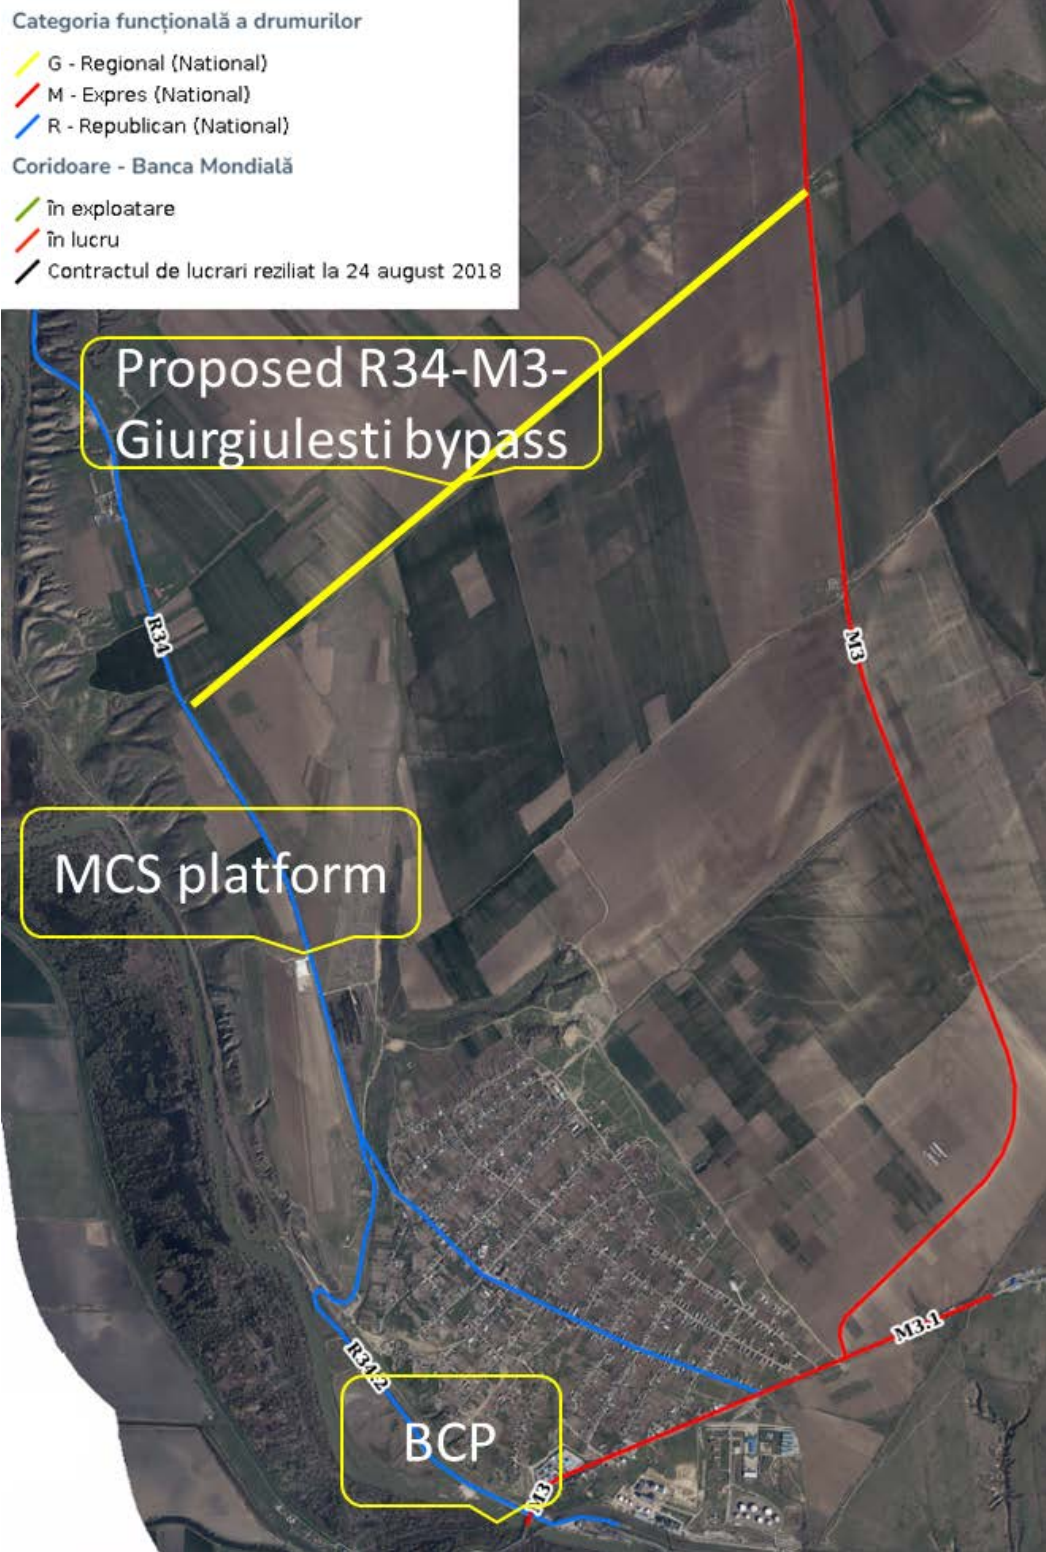 Categoria funcțională a drumurilor
G - Regional (National)
M - Expres (National)
R - Republican (National)
Coridoare - Banca Mondială
în exploatare
în lucru
Contractul de lucrari reziliat la 24 august 2018
Proposed R34-M3-
Giurgiulesti bypass
R34
M3
MCS platform
M3.1
R34.2
BCP
M3